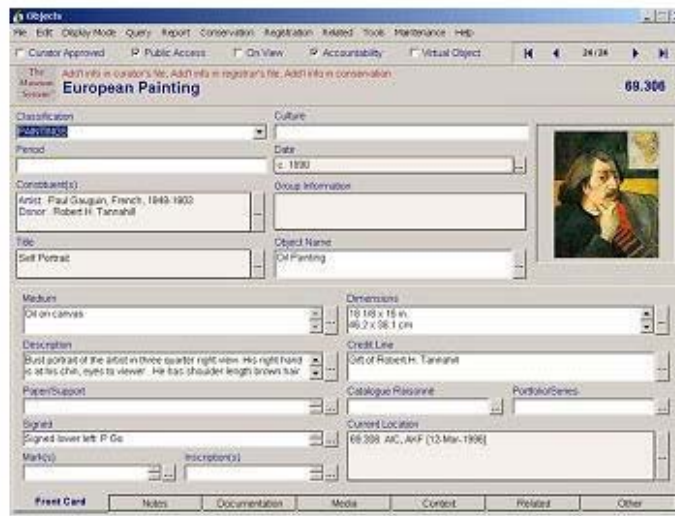 Objects
File Edit Display Mode Query Report Conservation Registration Related Tools Maintenance Help
Curator Approved Public Access On View Accountability Virtual Object 24/24
The Museum System
Add'l info in curator's file, Add'l info in registrar's file, Add'l info in conservation
European Painting 69.306
Classification Culture
PAINTINGS
Period Date
c. 1890
Constituent(s) Group Information
Artist Paul Gauguin, French, 1848-1903
Donor Robert H. Tannahill
Title Object Name
Self Portrait Oil Painting
Medium Dimensions
Oil on canvas 18 1/8 x 15 in.
46.2 x 38.1 cm
Description Credit Line
Bust portrait of the artist in three quarter right view. His right hand Gift of Robert H. Tannahill
is at his chin, eyes to viewer. He has shoulder length brown hair
Paper/Support Catalogue Raisonné Portfolio/Series
Signed Current Location
Signed lower left: P Go 69.306 AIC, AKF [12-Mar-1996]
Mark(s) Inscription(s)
Front Card Notes Documentation Media Context Related Other